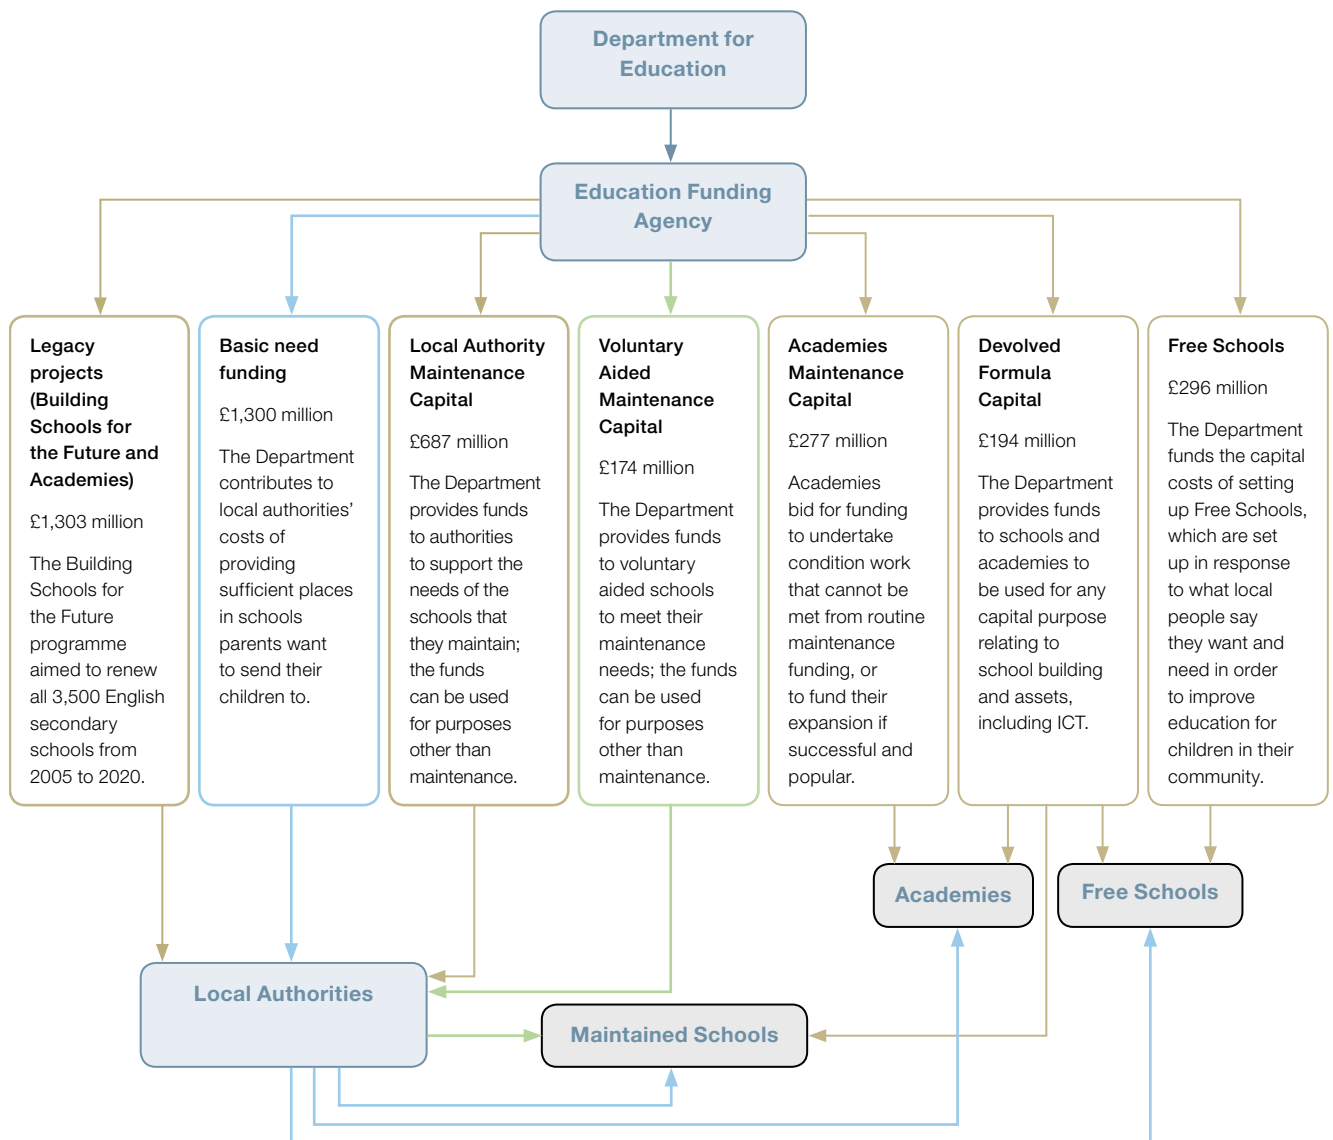 Department for
Education
Education Funding
Agency
Legacy
projects
(Building
Schools for
the Future and
Academies)
£1,303 million
The Building
Schools for
the Future
programme
aimed to renew
all 3,500 English
secondary
schools from
2005 to 2020.
Basic need
funding
£1,300 million
The Department
contributes to
local authorities’
costs of
providing
sufficient places
in schools
parents want
to send their
children to.
Local Authority
Maintenance
Capital
£687 million
The Department
provides funds
to authorities
to support the
needs of the
schools that
they maintain;
the funds
can be used
for purposes
other than
maintenance.
Voluntary
Aided
Maintenance
Capital
£174 million
The Department
provides funds
to voluntary
aided schools
to meet their
maintenance
needs; the funds
can be used
for purposes
other than
maintenance.
Academies
Maintenance
Capital
£277 million
Academies
bid for funding
to undertake
condition work
that cannot be
met from routine
maintenance
funding, or
to fund their
expansion if
successful and
popular.
Devolved
Formula
Capital
£194 million
The Department
provides funds
to schools and
academies to
be used for any
capital purpose
relating to
school building
and assets,
including ICT.
Free Schools
£296 million
The Department
funds the capital
costs of setting
up Free Schools,
which are set
up in response
to what local
people say
they want and
need in order
to improve
education for
children in their
community.
Academies
Free Schools
Local Authorities
Maintained Schools